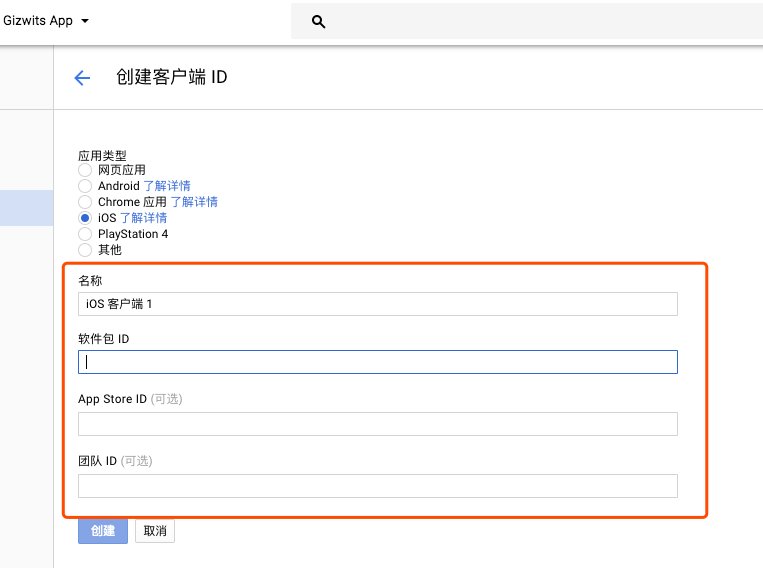 Gizwits App
创建客户端 ID
应用类型
网页应用
Android 了解详情
Chrome 应用 了解详情
iOS 了解详情
PlayStation 4
其他
名称
iOS 客户端 1
软件包 ID
App Store ID (可选)
团队 ID (可选)
创建 取消